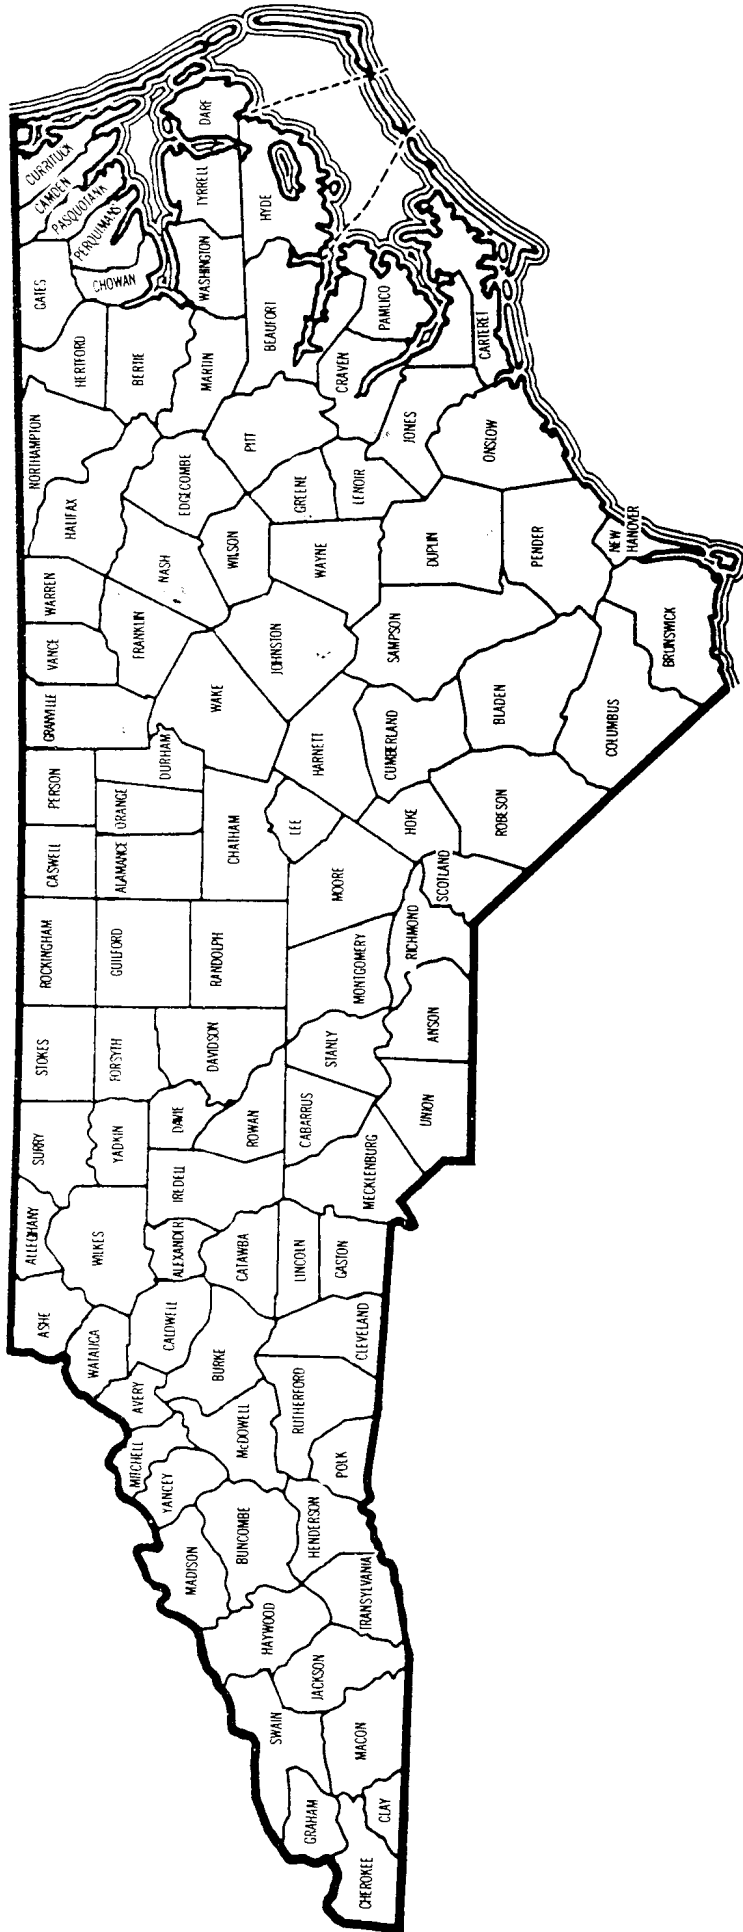 CURRITUCK
CAMDEN
PASQUOTANK
PERQUIMANS
GATES
CHOWAN
HERTFORD
BERTIE
NORTHAMPTON
HALIFAX
WARREN
VANCE
GRANVILLE
PERSON
CASWELL
ROCKINGHAM
STOKES
SURRY
ALLEGHANY
ASHE
DARE
TYRRELL
WASHINGTON
MARTIN
EDGECOMBE
NASH
FRANKLIN
WAKE
DURHAM
ORANGE
ALAMANCE
GUILFORD
FORSYTH
YADKIN
WILKES
WATAUGA
HYDE
BEAUFORT
PITT
GREENE
WILSON
WAYNE
JOHNSTON
HARNETT
LEE
CHATHAM
RANDOLPH
DAVIDSON
DAVIE
ROWAN
IREDELL
ALEXANDER
CATAWBA
CALDWELL
BURKE
AVERY
MITCHELL
YANCEY
McDOWELL
MADISON
BUNCOMBE
HAYWOOD
PAMLICO
CRAVEN
CARTERET
JONES
LENOIR
ONSLOW
DUPLIN
SAMPSON
PENDER
NEW
HANOVER
BRUNSWICK
COLUMBUS
BLADEN
CUMBERLAND
HOKE
ROBESON
SCOTLAND
MOORE
RICHMOND
MONTGOMERY
ANSON
STANLY
UNION
CABARRUS
MECKLENBURG
LINCOLN
GASTON
CLEVELAND
RUTHERFORD
POLK
HENDERSON
TRANSYLVANIA
JACKSON
SWAIN
MACON
GRAHAM
CLAY
CHEROKEE